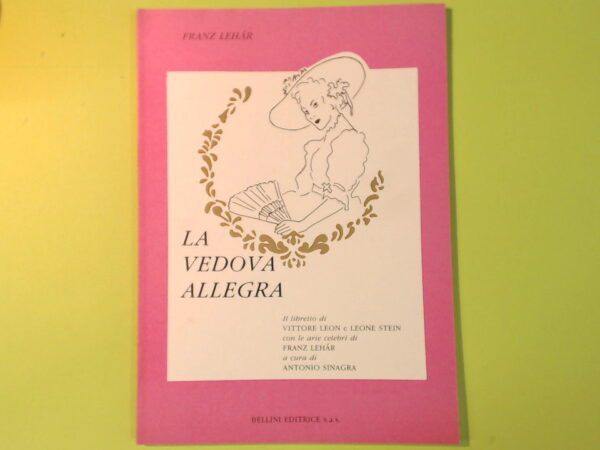 FRANZ LEHÁR
LA
VEDOVA
ALLEGRA
Il libretto di
VITTORE LEON e LEONE STEIN
con le arie celebri di
FRANZ LEHÁR
a cura di
ANTONIO SINAGRA
BELLINI EDITRICE s.a.s.